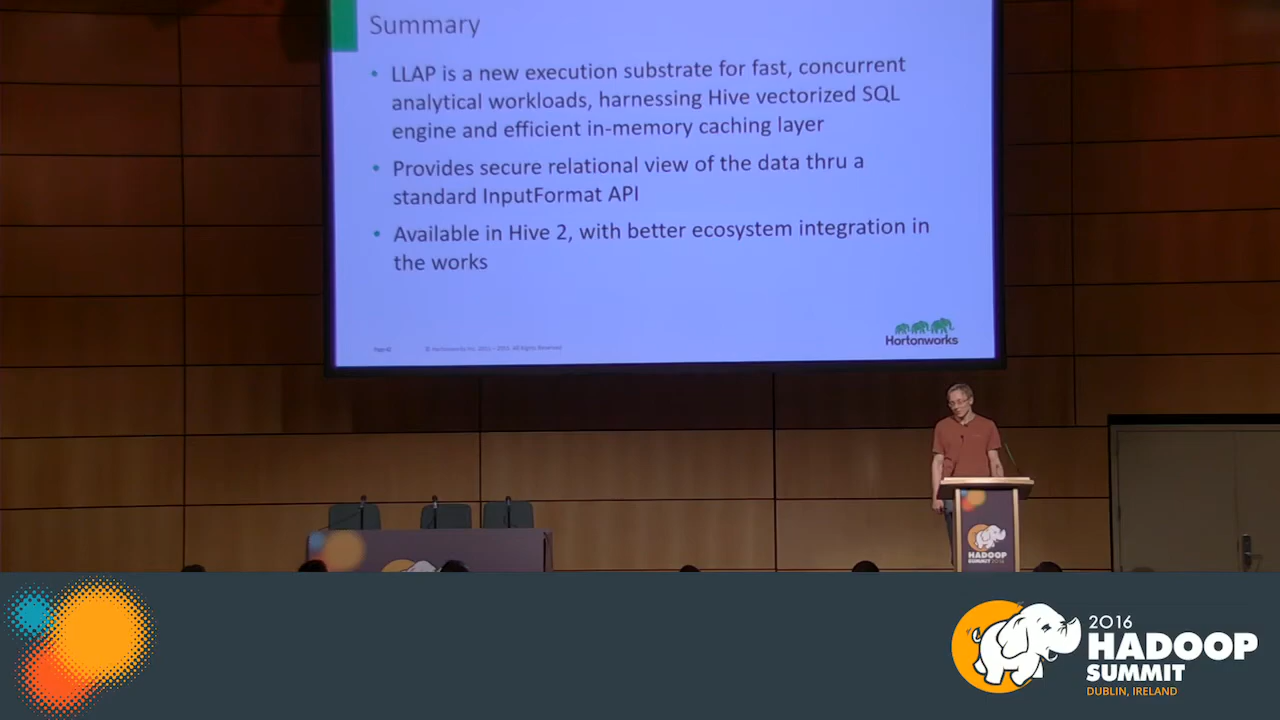 Summary
• LLAP is a new execution substrate for fast, concurrent
analytical workloads, harnessing Hive vectorized SQL
engine and efficient in-memory caching layer
• Provides secure relational view of the data thru a
standard InputFormat API
• Available in Hive 2, with better ecosystem integration in
the works
Hortonworks
HADOOP
SUMMIT 2016
2016
HADOOP
SUMMIT
DUBLIN, IRELAND